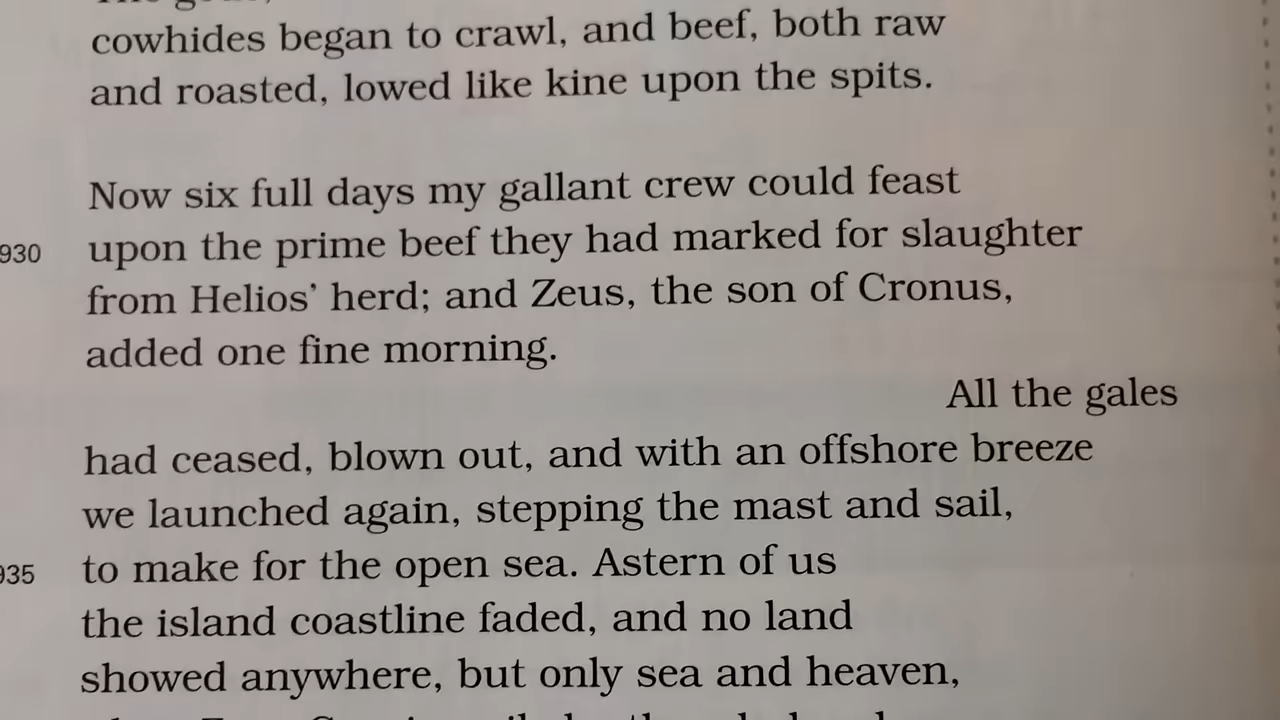 cowhides began to crawl, and beef, both raw
and roasted, lowed like kine upon the spits.
Now six full days my gallant crew could feast
930 upon the prime beef they had marked for slaughter
from Helios’ herd; and Zeus, the son of Cronus,
added one fine morning.
All the gales
had ceased, blown out, and with an offshore breeze
we launched again, stepping the mast and sail,
935 to make for the open sea. Astern of us
the island coastline faded, and no land
showed anywhere, but only sea and heaven,